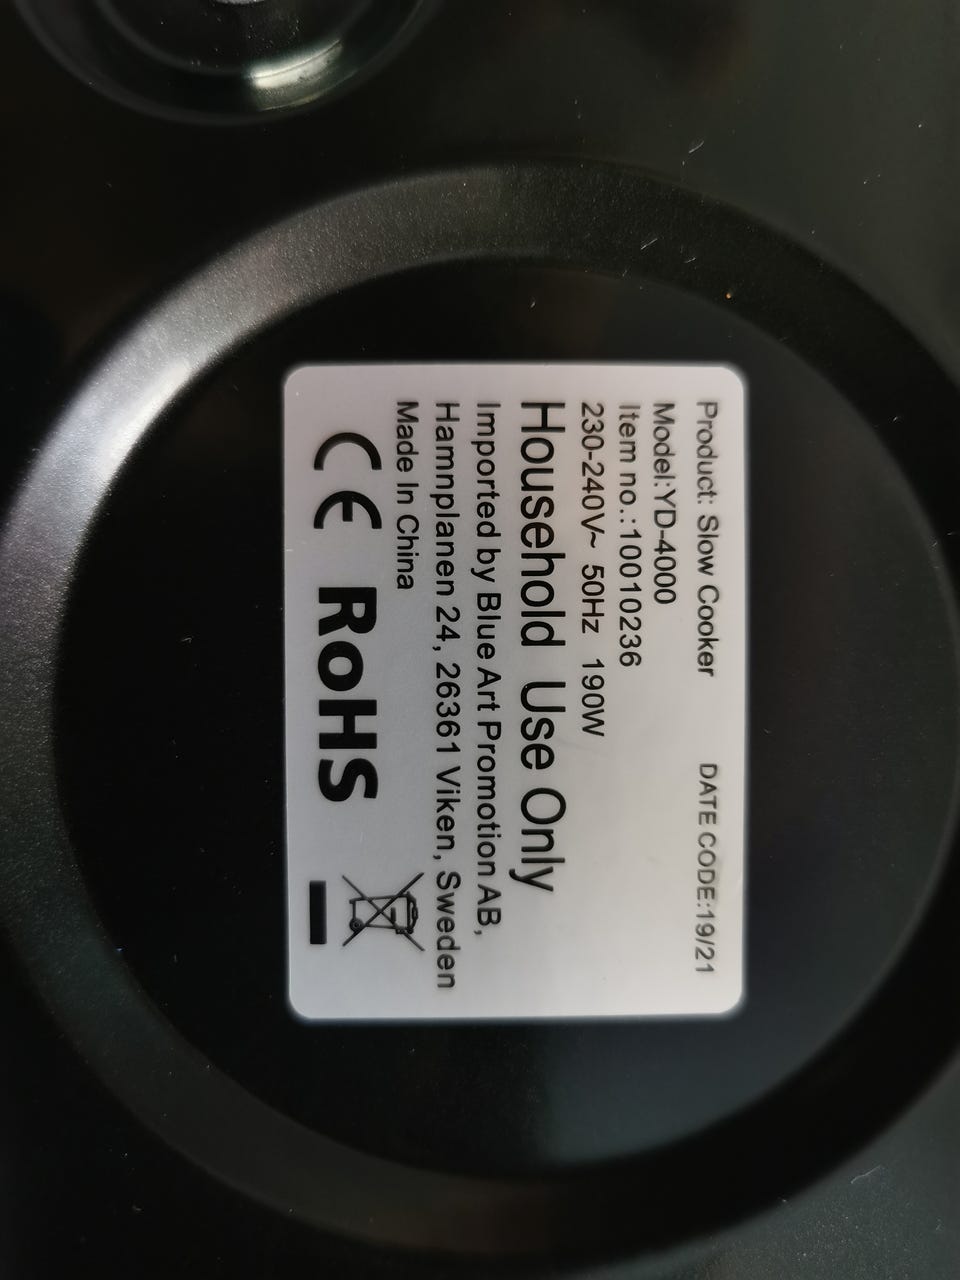 Product: Slow Cooker DATE CODE:19/21
Model:YD-4000
Item no.:10010236
230-240V~ 50Hz 190W
Household Use Only
Imported by Blue Art Promotion AB,
Hamnplanen 24, 26361 Viken, Sweden
Made In China
CE RoHS